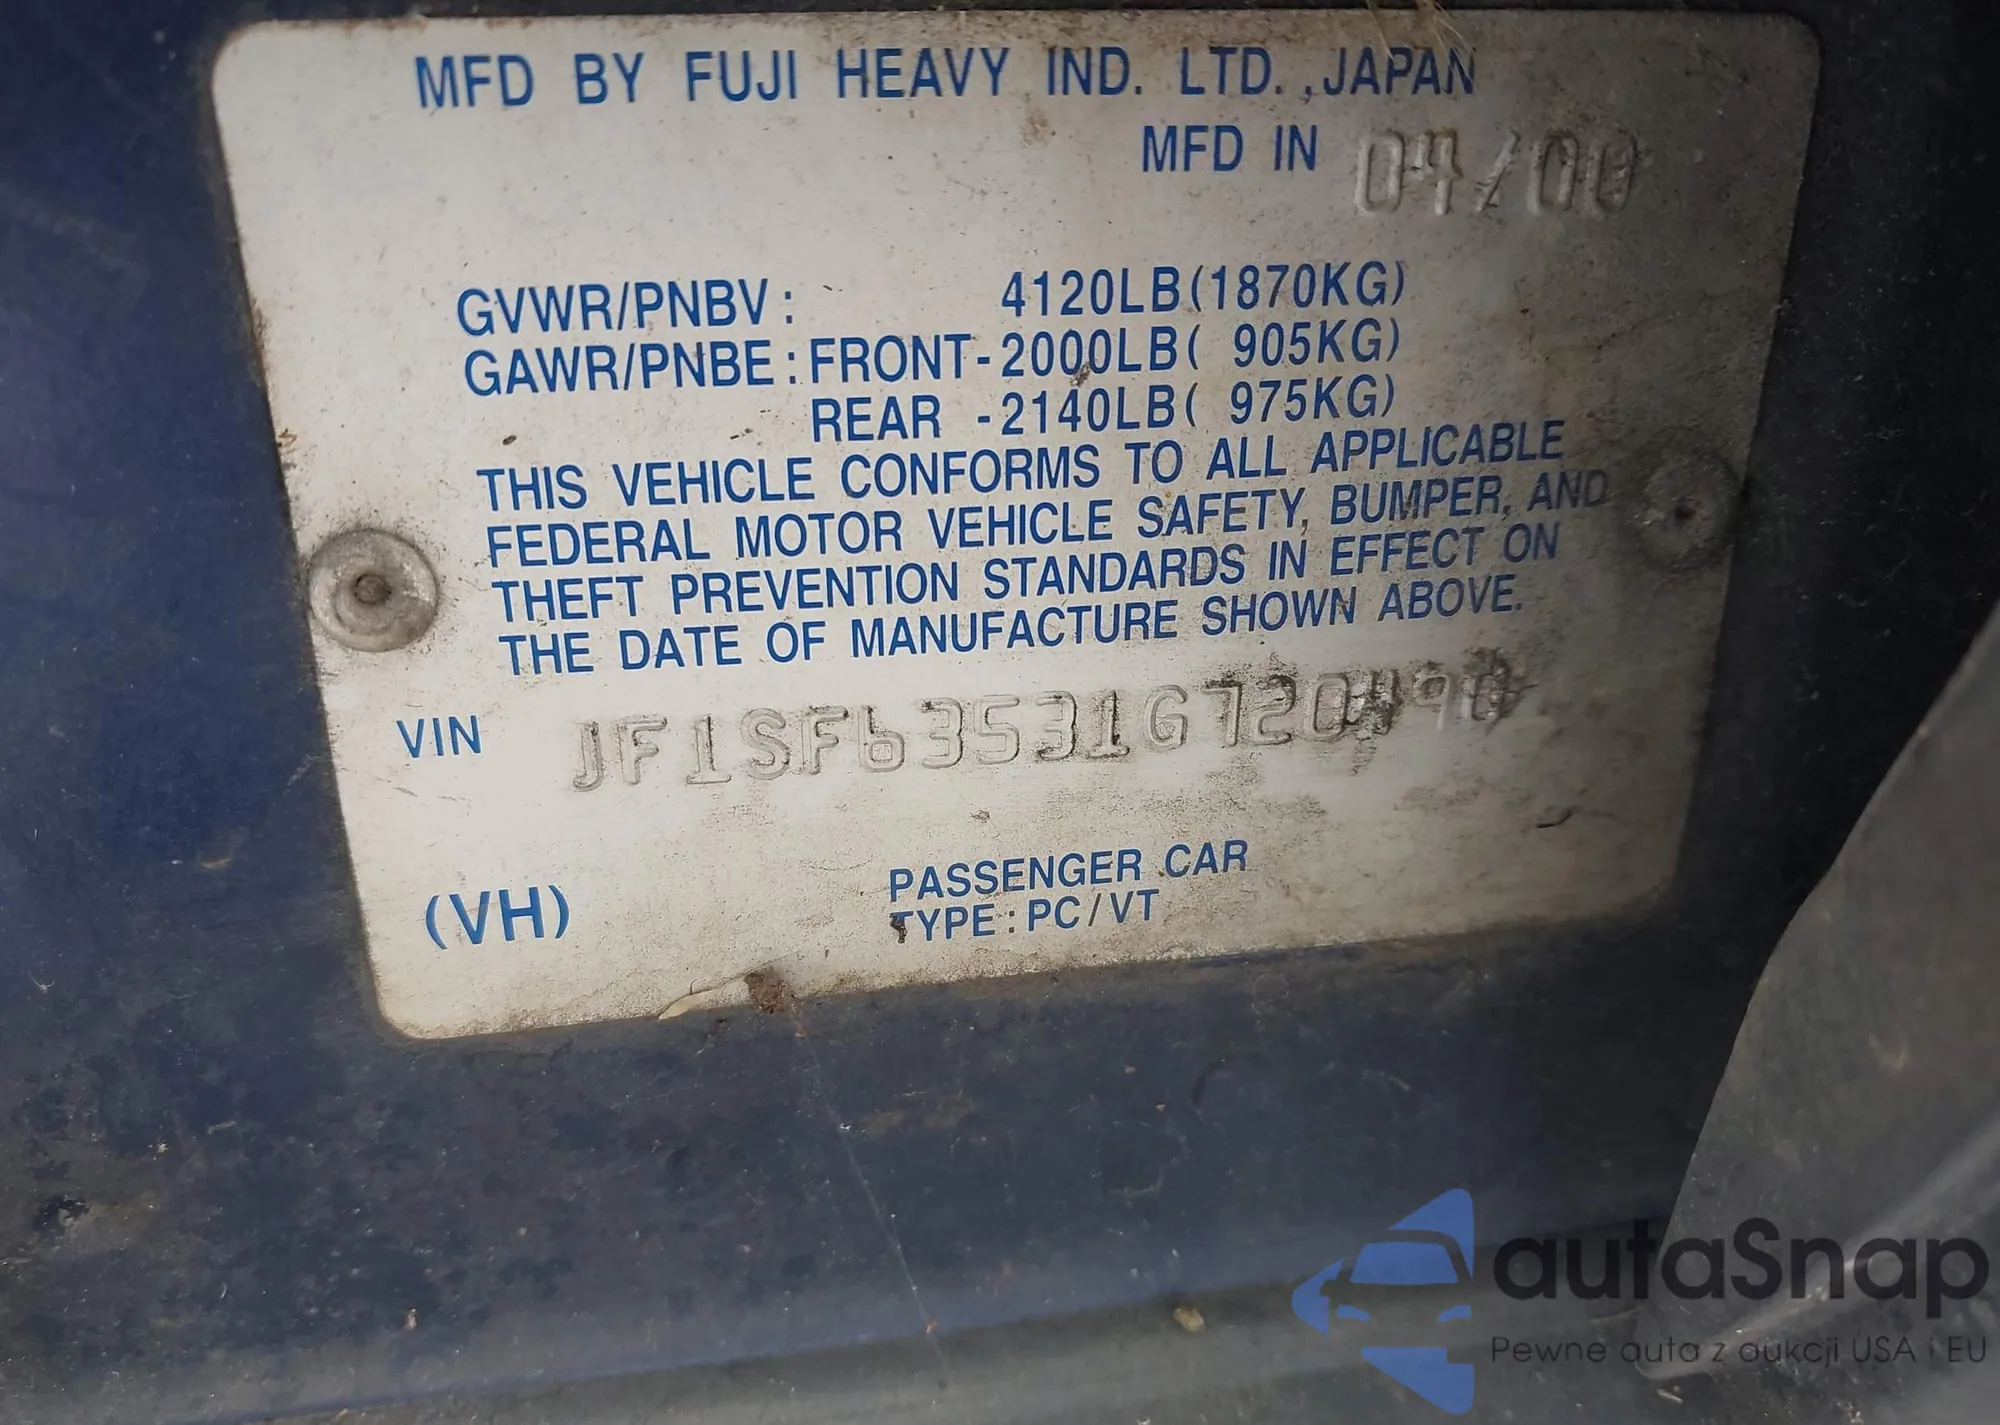 MFD BY FUJI HEAVY IND. LTD.,JAPAN
MFD IN 04/00
GVWR/PNBV: 4120LB(1870KG)
GAWR/PNBE:FRONT-2000LB( 905KG)
REAR -2140LB( 975KG)
THIS VEHICLE CONFORMS TO ALL APPLICABLE
FEDERAL MOTOR VEHICLE SAFETY, BUMPER, AND
THEFT PREVENTION STANDARDS IN EFFECT ON
THE DATE OF MANUFACTURE SHOWN ABOVE.
VIN JF1SF63531G720490
(VH)
PASSENGER CAR
TYPE:PC/VT
autaSnap
Pewne auta z aukcji USA i EU